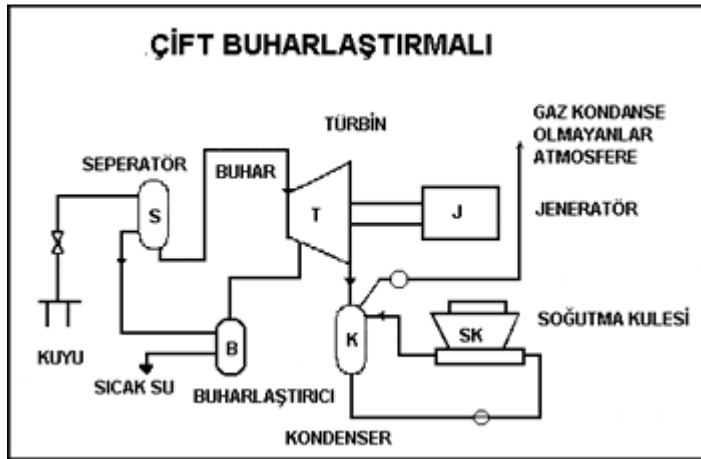 ÇİFT BUHARLAŞTIRMALI
TÜRBİN
GAZ KONDANSE
OLMAYANLAR
ATMOSFERE
SEPERATÖR
BUHAR
S
T
J
JENERATÖR
KUYU
B
K
SK
SOĞUTMA KULESİ
SICAK SU
BUHARLAŞTIRICI
KONDENSER